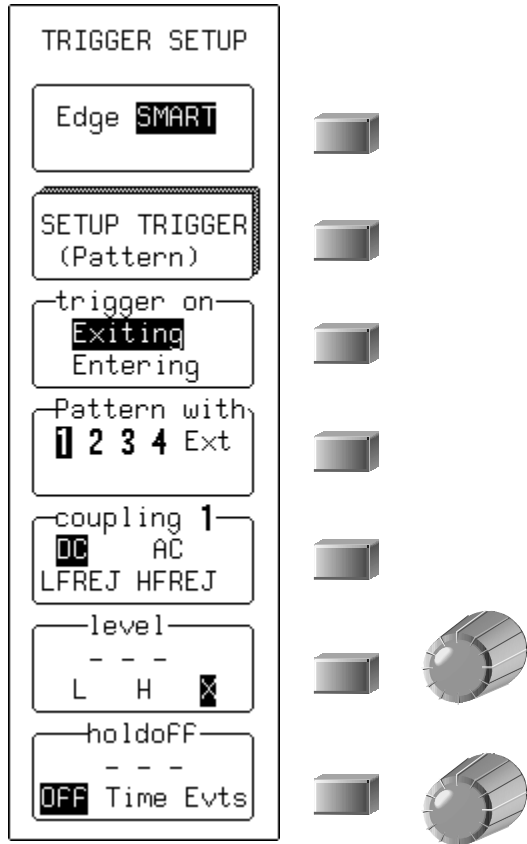 TRIGGER SETUP
Edge SMART
SETUP TRIGGER
(Pattern)
trigger on
Exiting
Entering
Pattern with
1 2 3 4 Ext
coupling 1
DC AC
LFREJ HFREJ
level
- - -
L H X
holdoff
- - -
OFF Time Evts